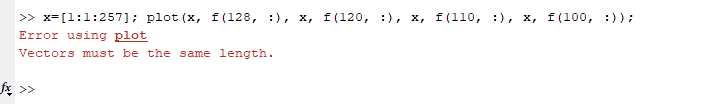 >> x=[1:1:257]; plot(x, f(128, :), x, f(120, :), x, f(110, :), x, f(100, :));
Error using plot
Vectors must be the same length.
fx >>